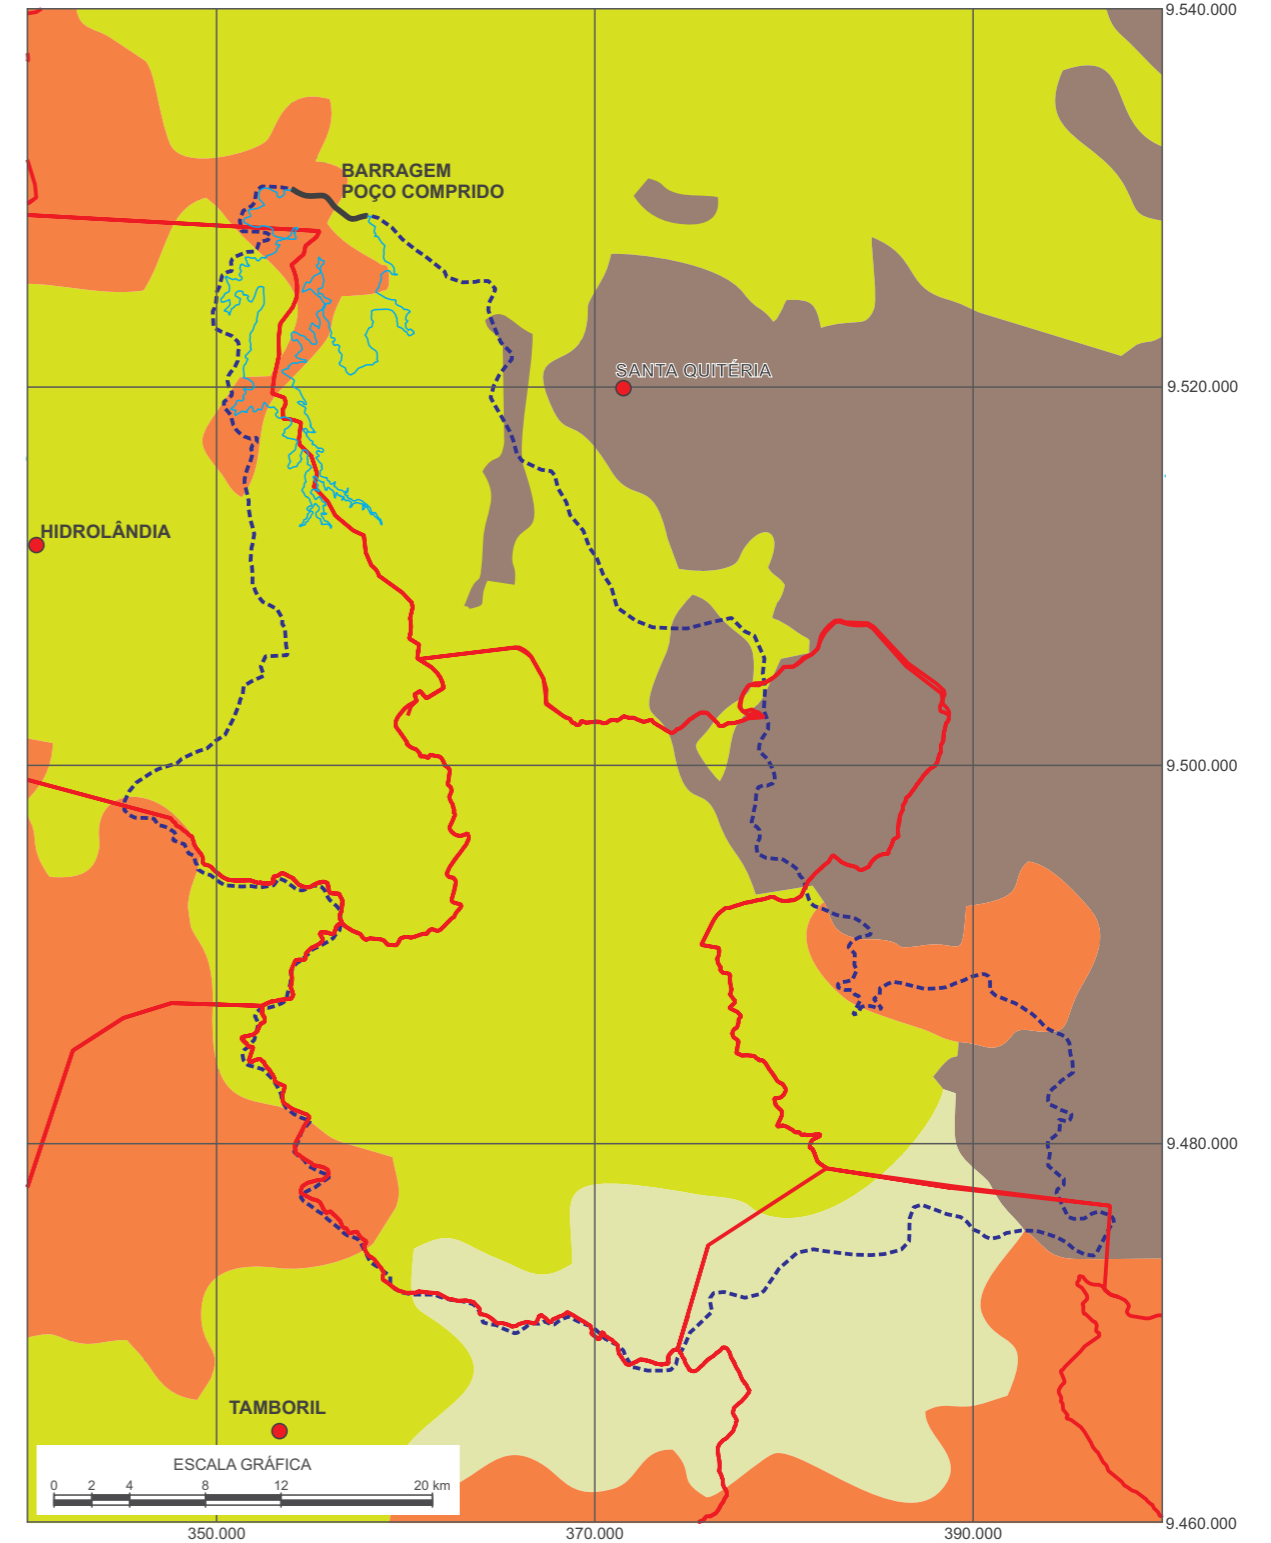 9.540.000
BARRAGEM
POÇO COMPRIDO
SANTA QUITÉRIA
9.520.000
HIDROLÂNDIA
9.500.000
9.480.000
TAMBORIL
ESCALA GRÁFICA
0 2 4 8 12 20 km
9.460.000
350.000 370.000 390.000